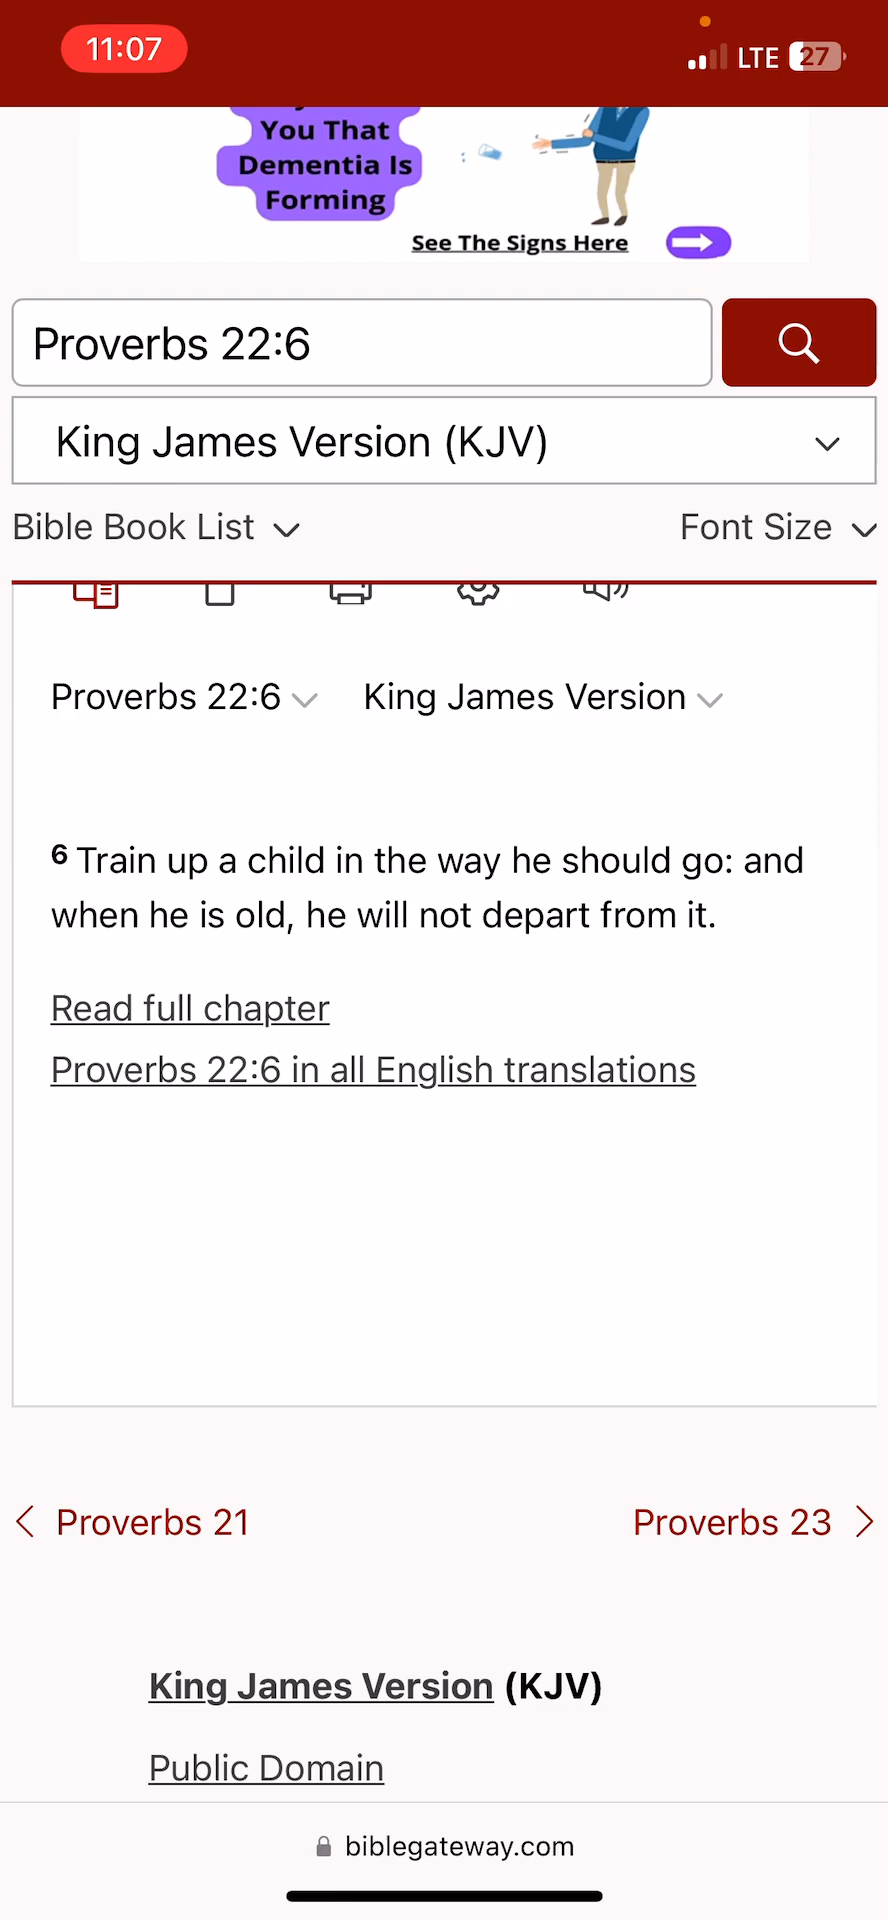 11:07
LTE 27
You That
Dementia Is
Forming
See The Signs Here
Proverbs 22:6
King James Version (KJV)
Bible Book List
Font Size
Proverbs 22:6
King James Version
6 Train up a child in the way he should go: and
when he is old, he will not depart from it.
Read full chapter
Proverbs 22:6 in all English translations
Proverbs 21
Proverbs 23
King James Version (KJV)
Public Domain
biblegateway.com